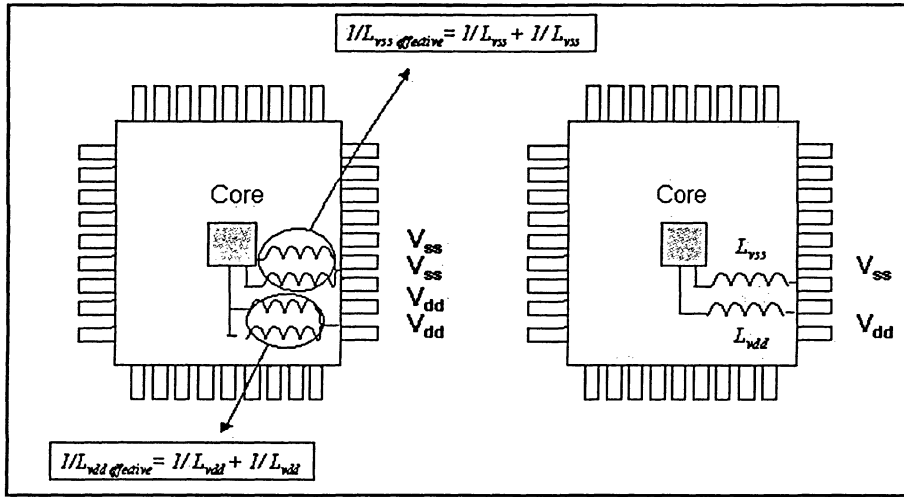 1/L_vss effective = 1/L_vss + 1/L_vss
Core
V_ss
V_ss
V_dd
V_dd
Core
L_vss
V_ss
V_dd
L_vdd
1/L_vdd effective = 1/L_vdd + 1/L_vdd